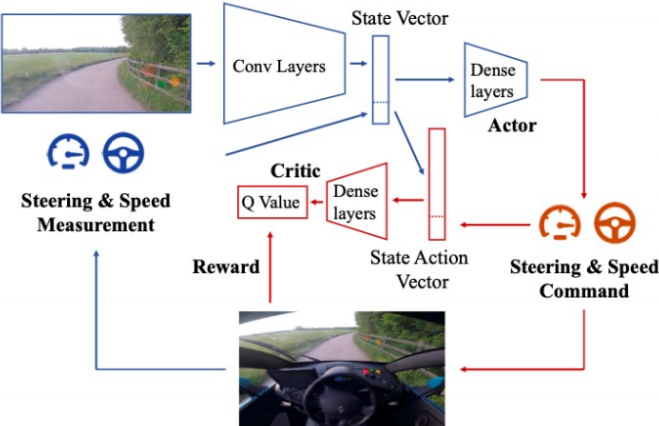 State Vector
Conv Layers
Dense
layers
Actor
Critic
Q Value
Dense
layers
Steering & Speed
Measurement
State Action
Vector
Reward
Steering & Speed
Command